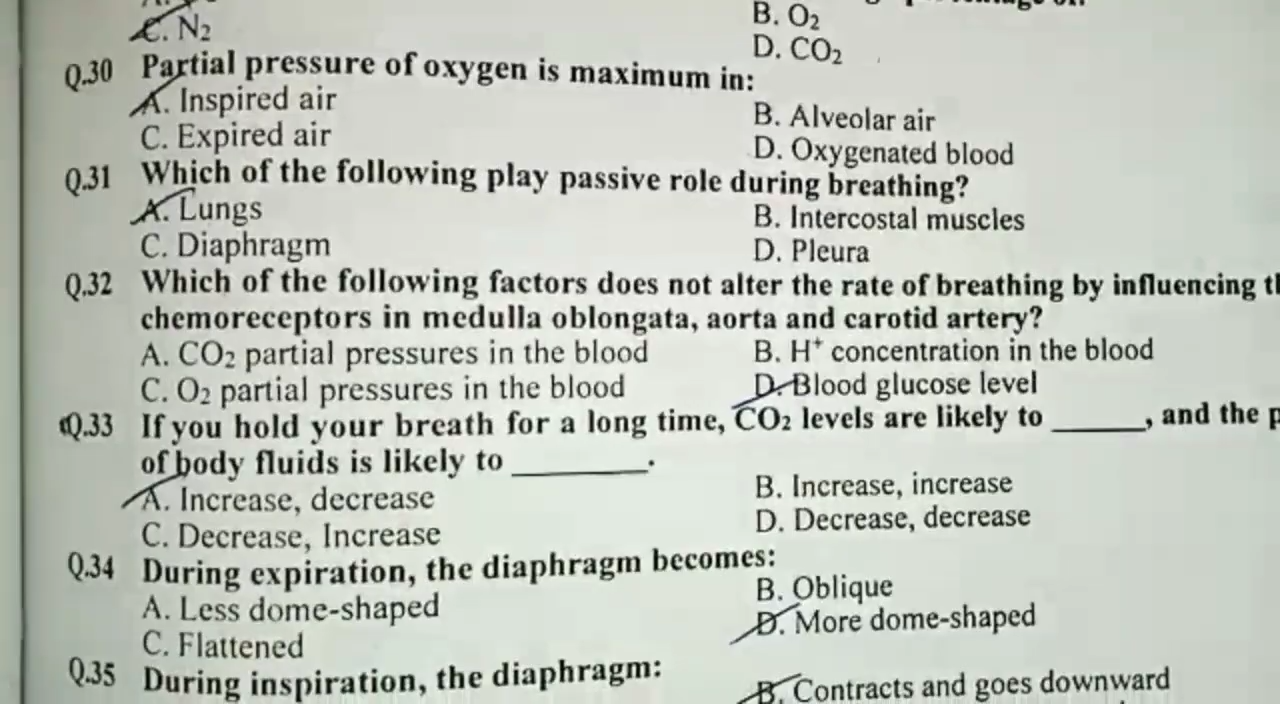 C. N₂
B. O₂
D. CO₂
Q.30 Partial pressure of oxygen is maximum in:
A. Inspired air
B. Alveolar air
C. Expired air
D. Oxygenated blood
Q.31 Which of the following play passive role during breathing?
A. Lungs
B. Intercostal muscles
C. Diaphragm
D. Pleura
Q.32 Which of the following factors does not alter the rate of breathing by influencing
chemoreceptors in medulla oblongata, aorta and carotid artery?
A. CO₂ partial pressures in the blood
B. H⁺ concentration in the blood
C. O₂ partial pressures in the blood
D. Blood glucose level
Q.33 If you hold your breath for a long time, CO₂ levels are likely to ______, and the
of body fluids is likely to ________.
A. Increase, decrease
B. Increase, increase
C. Decrease, Increase
D. Decrease, decrease
Q.34 During expiration, the diaphragm becomes:
A. Less dome-shaped
B. Oblique
C. Flattened
D. More dome-shaped
Q.35 During inspiration, the diaphragm:
B. Contracts and goes downward